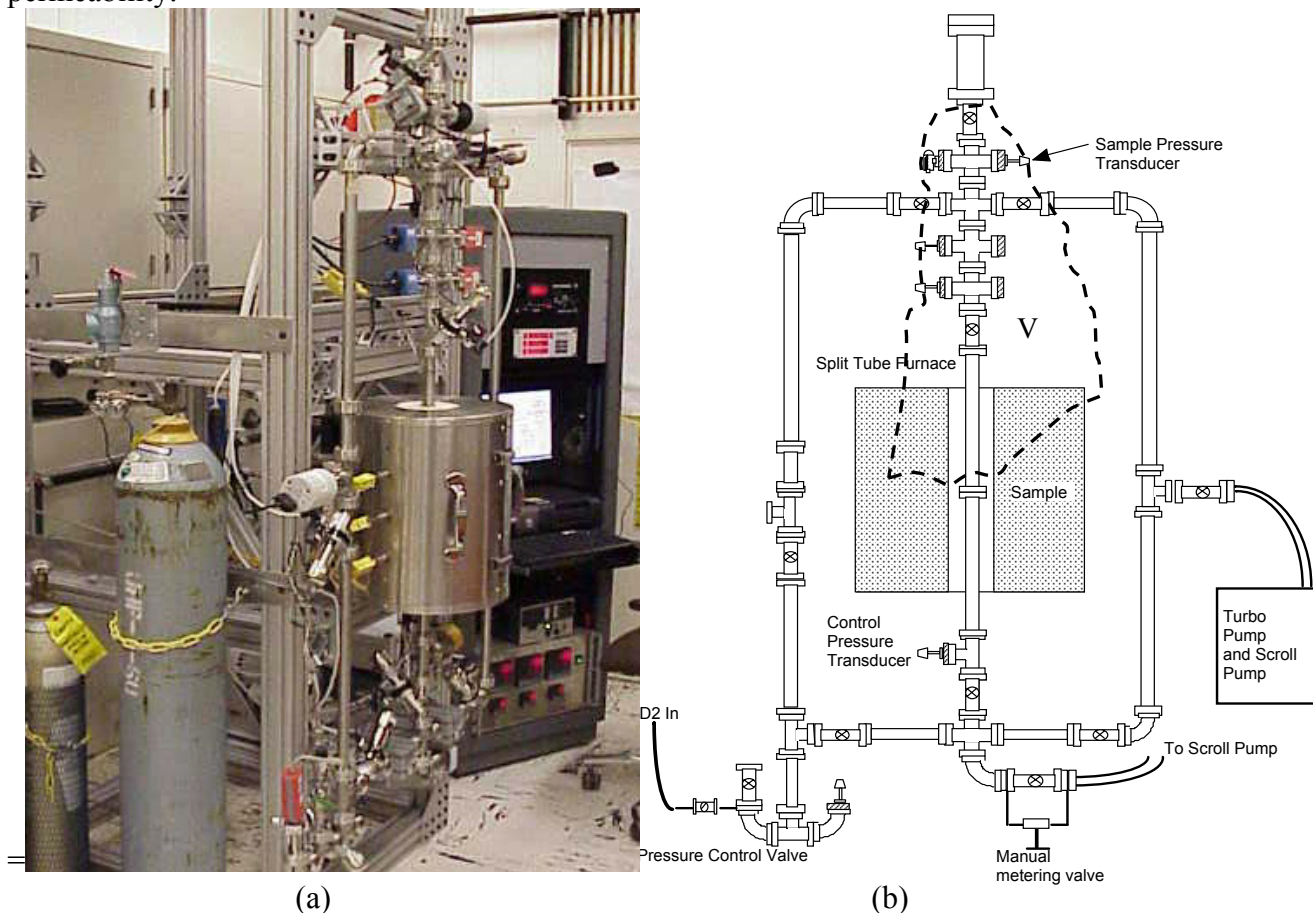 permeability.
Sample Pressure
Transducer
V
Split Tube Furnace
Sample
Control
Pressure
Transducer
Turbo
Pump
and Scroll
Pump
D2 In
To Scroll Pump
Pressure Control Valve
Manual
metering valve
=
(a)
(b)